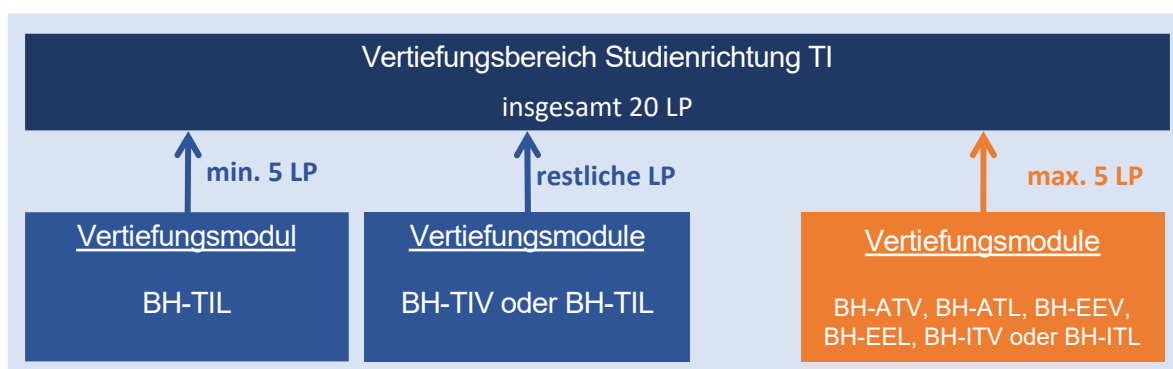 Vertiefungsbereich Studienrichtung TI
insgesamt 20 LP
min. 5 LP
restliche LP
max. 5 LP
Vertiefungsmodul
BH-TIL
Vertiefungsmodule
BH-TIV oder BH-TIL
Vertiefungsmodule
BH-ATV, BH-ATL, BH-EEV,
BH-EEL, BH-ITV oder BH-ITL